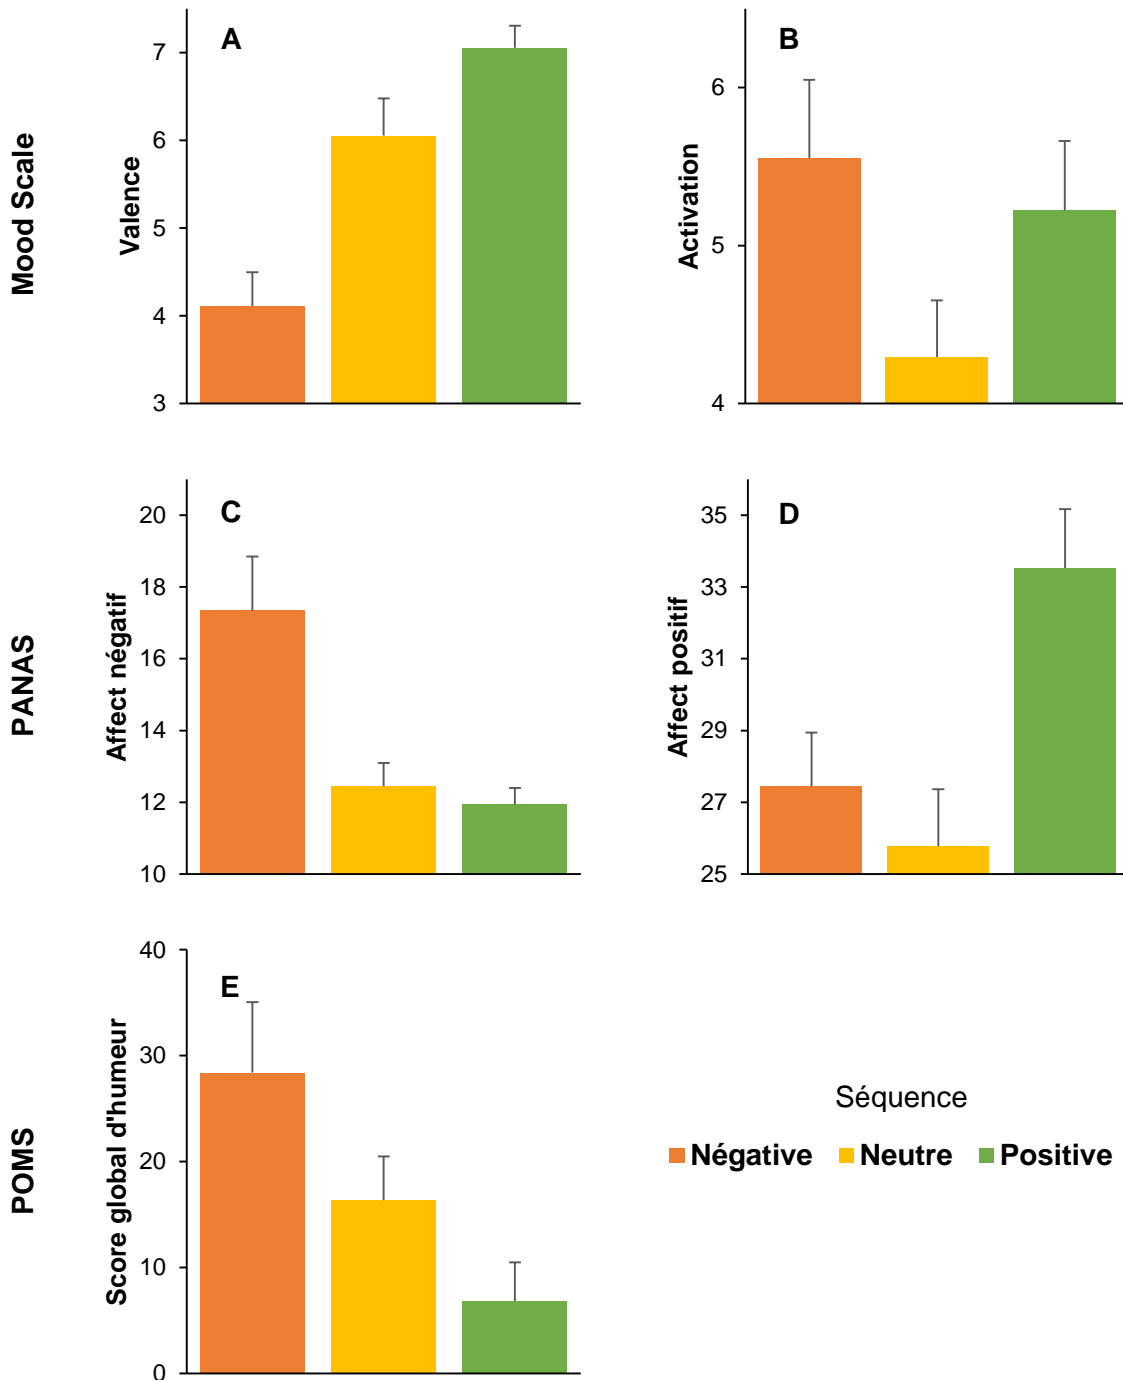 Mood Scale
A
Valence
7
6
5
4
3
B
Activation
6
5
4
PANAS
C
Affect négatif
20
18
16
14
12
10
D
Affect positif
35
33
31
29
27
25
POMS
E
Score global d'humeur
40
30
20
10
0
Séquence
Négative Neutre Positive